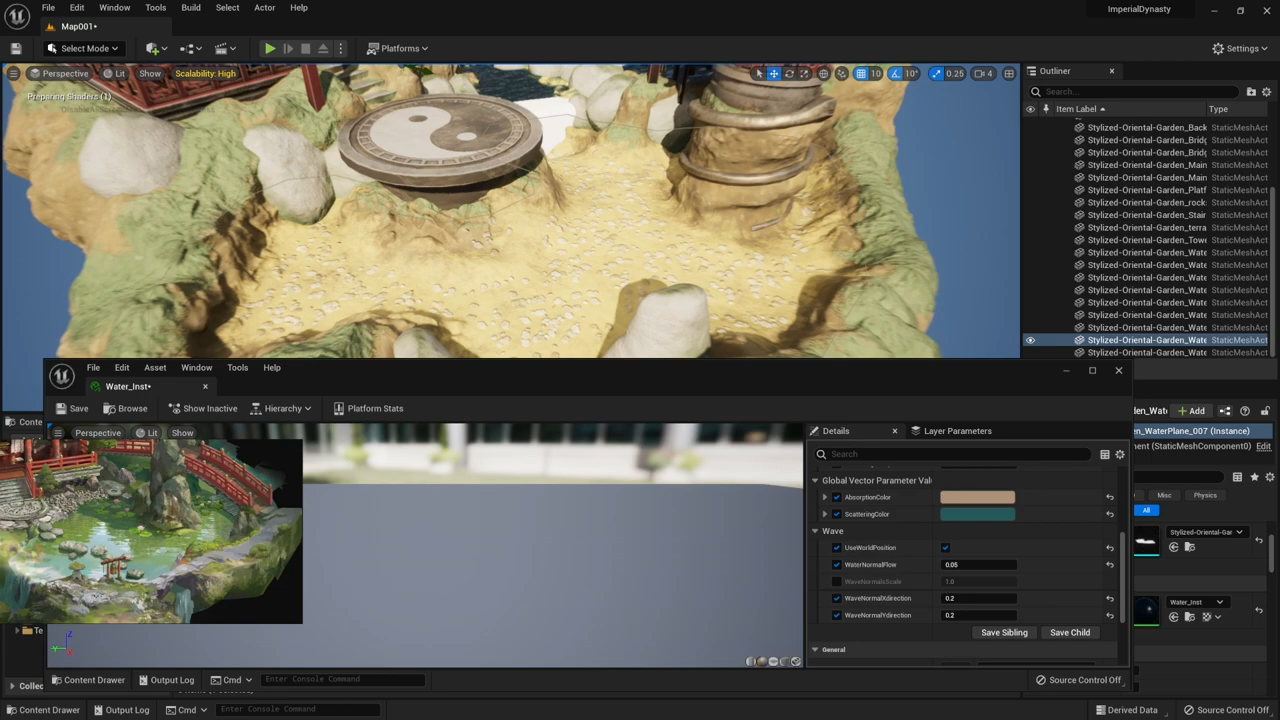 File Edit Window Tools Build Select Actor Help
ImperialDynasty
Map001•
Select Mode
Platforms
Settings
Perspective Lit Show Scalability: High
10 10° 0.25 4
Preparing Shaders (1)
Outliner
Search...
Item Label Type
Stylized-Oriental-Garden_Back StaticMeshAct
Stylized-Oriental-Garden_Bridg StaticMeshAct
Stylized-Oriental-Garden_Bridg StaticMeshAct
Stylized-Oriental-Garden_Main StaticMeshAct
Stylized-Oriental-Garden_Main StaticMeshAct
Stylized-Oriental-Garden_Platf StaticMeshAct
Stylized-Oriental-Garden_rock: StaticMeshAct
Stylized-Oriental-Garden_Stair StaticMeshAct
Stylized-Oriental-Garden_terra StaticMeshAct
Stylized-Oriental-Garden_Towe StaticMeshAct
Stylized-Oriental-Garden_Wate StaticMeshAct
Stylized-Oriental-Garden_Wate StaticMeshAct
Stylized-Oriental-Garden_Wate StaticMeshAct
Stylized-Oriental-Garden_Wate StaticMeshAct
Stylized-Oriental-Garden_Wate StaticMeshAct
Stylized-Oriental-Garden_Wate StaticMeshAct
Stylized-Oriental-Garden_Wate StaticMeshAct
Stylized-Oriental-Garden_Wate StaticMeshAct
Stylized-Oriental-Garden_Wate StaticMeshAct
File Edit Asset Window Tools Help
Water_Inst•
Save Browse Show Inactive Hierarchy Platform Stats
Conte
Perspective Lit Show
Details
Layer Parameters
Search
Global Vector Parameter Valu
AbsorptionColor
ScatteringColor
Wave
UseWorldPosition
WaterNormalFlow 0.05
WaveNormalsScale 1.0
WaveNormalXdirection 0.2
WaveNormalYdirection 0.2
Save Sibling Save Child
General
Add
en_WaterPlane_007 (Instance)
nent (StaticMeshComponent0) Edit
Misc Physics
All
Stylized-Oriental-Gar
Water_Inst
Te
Z
Y
Content Drawer Output Log Cmd Enter Console Command
Source Control Off
Collec
Content Drawer Output Log Cmd Enter Console Command
Derived Data Source Control Off